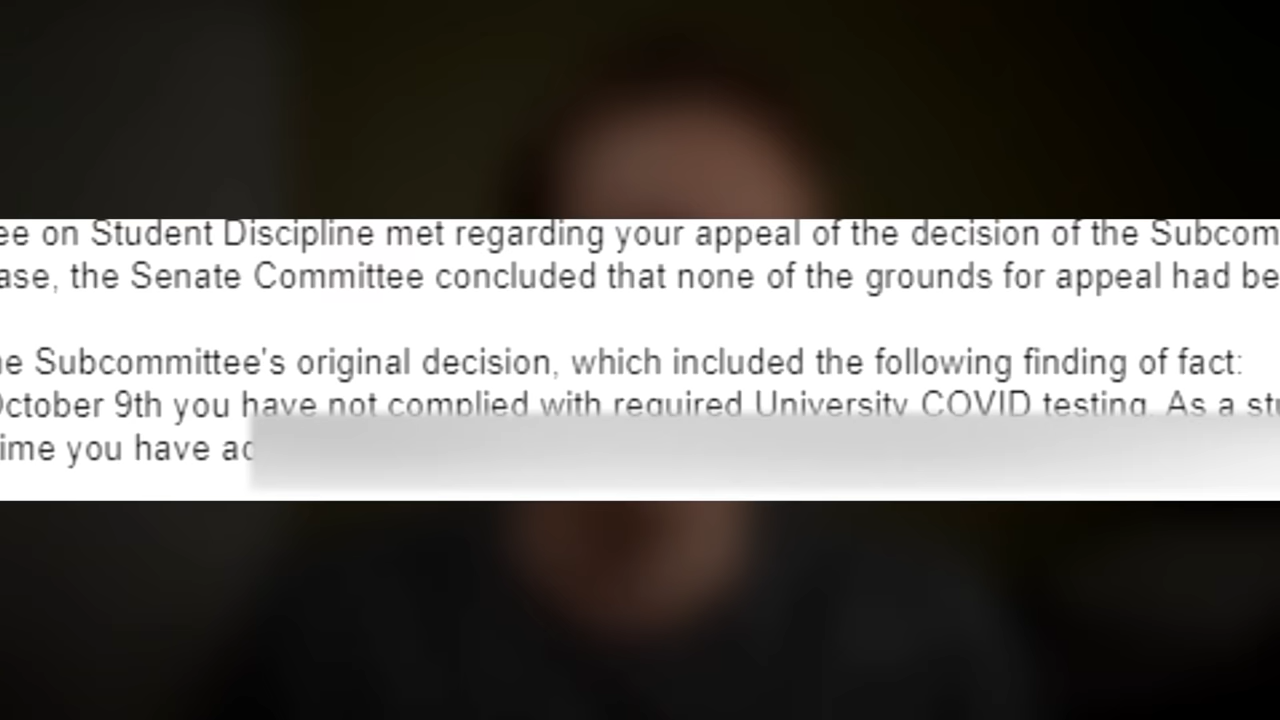 ee on Student Discipline met regarding your appeal of the decision of the Subcom
ase, the Senate Committee concluded that none of the grounds for appeal had be
he Subcommittee's original decision, which included the following finding of fact:
October 9th you have not complied with required University COVID testing. As a stu
ime you have ac